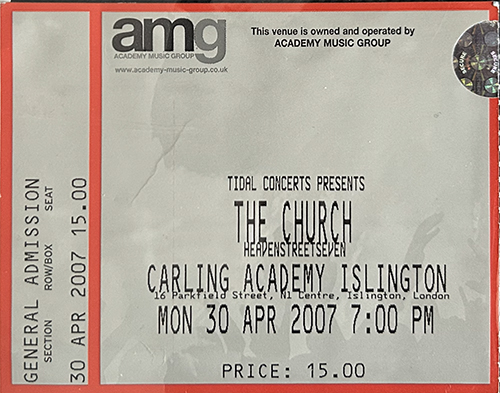 GENERAL ADMISSION
SECTION ROW/BOX SEAT
30 APR 2007 15.00
amg
ACADEMY MUSIC GROUP
www.academy-music-group.co.uk
This venue is owned and operated by
ACADEMY MUSIC GROUP
TIDAL CONCERTS PRESENTS
THE CHURCH
HEAVENSTREETSEVEN
CARLING ACADEMY ISLINGTON
16 Parkfield Street, N1 Centre, Islington, London
MON 30 APR 2007 7:00 PM
PRICE: 15.00